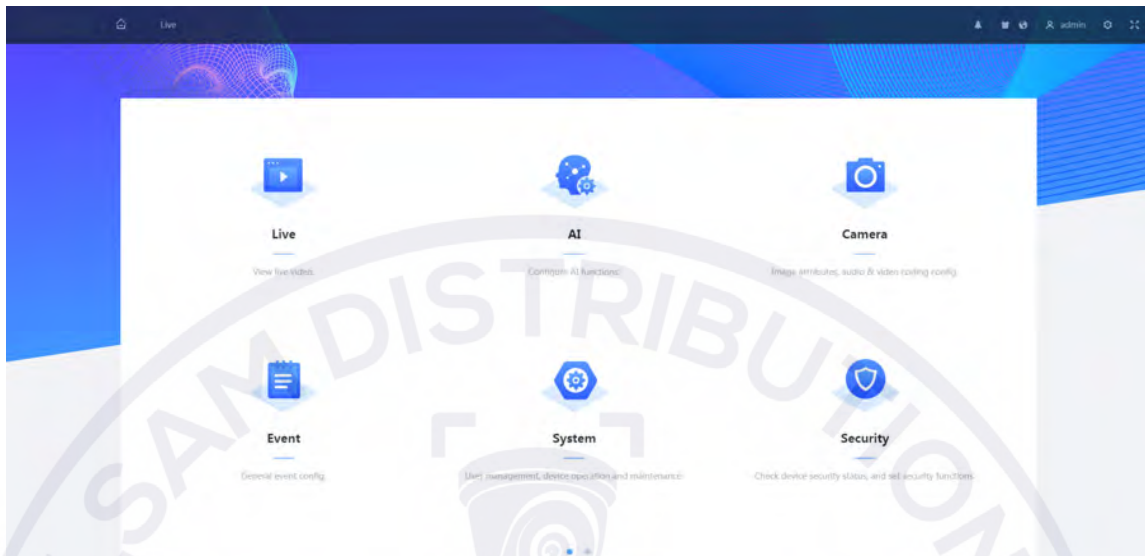 Live
admin
Live
AI
Camera
View live video.
Configure AI functions.
Image attributes, audio & video coding config.
SAM DISTRIBUTION
Event
System
Security
General event config.
User management, device operation and maintenance.
Check device security status, and set security functions.